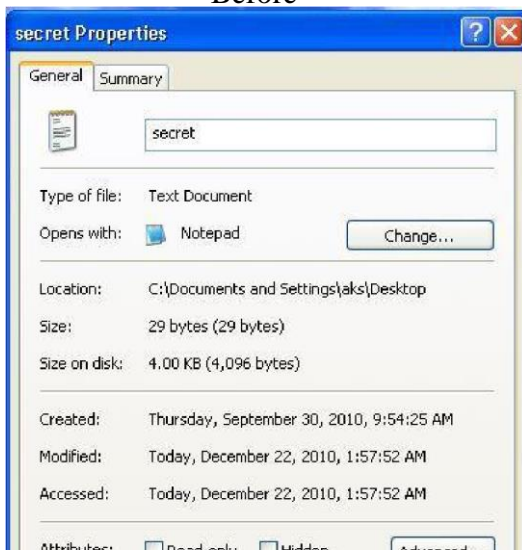 Before
secret Properties
General Summary
secret
Type of file: Text Document
Opens with: Notepad Change...
Location: C:\Documents and Settings\aks\Desktop
Size: 29 bytes (29 bytes)
Size on disk: 4.00 KB (4,096 bytes)
Created: Thursday, September 30, 2010, 9:54:25 AM
Modified: Today, December 22, 2010, 1:57:52 AM
Accessed: Today, December 22, 2010, 1:57:52 AM
Attributes: Read-only Hidden Advanced...